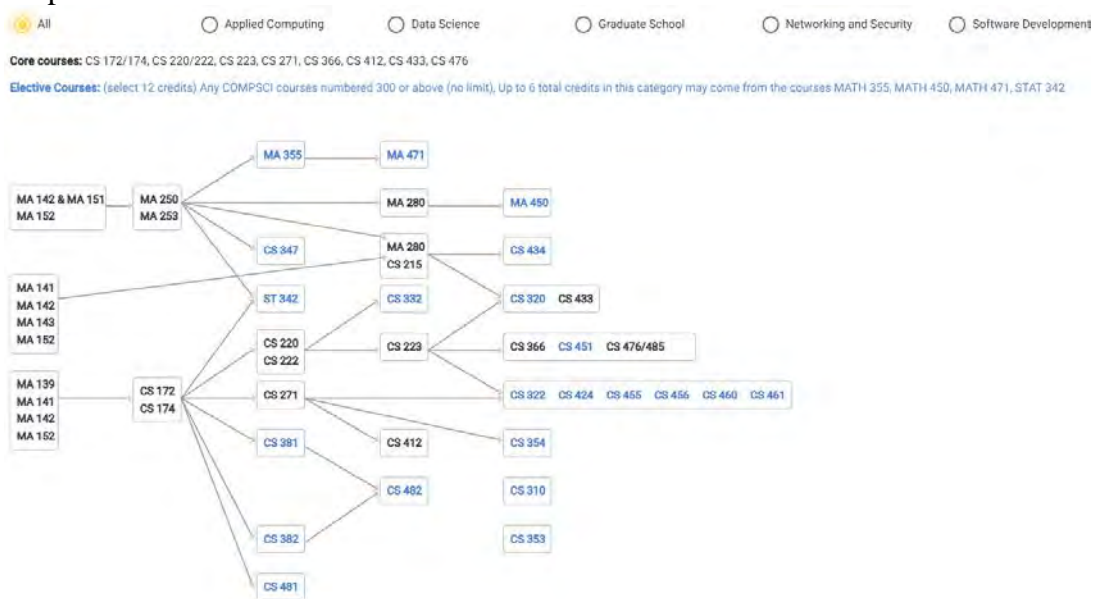 All Applied Computing Data Science Graduate School Networking and Security Software Development
Core courses: CS 172/174, CS 220/222, CS 223, CS 271, CS 366, CS 412, CS 433, CS 476
Elective Courses: (select 12 credits) Any COMPSCI courses numbered 300 or above (no limit), Up to 6 total credits in this category may come from the courses MATH 355, MATH 450, MATH 471, STAT 342
MA 355 MA 471
MA 142 & MA 151
MA 152
MA 250
MA 253
MA 280 MA 450
CS 347
MA 280
CS 215
CS 434
MA 141
MA 142
MA 143
MA 152
ST 342 CS 332 CS 320 CS 433
CS 220
CS 222
CS 223 CS 366 CS 451 CS 476/485
MA 139
MA 141
MA 142
MA 152
CS 172
CS 174
CS 271 CS 322 CS 424 CS 455 CS 456 CS 460 CS 461
CS 381 CS 412 CS 354
CS 482 CS 310
CS 382 CS 353
CS 481